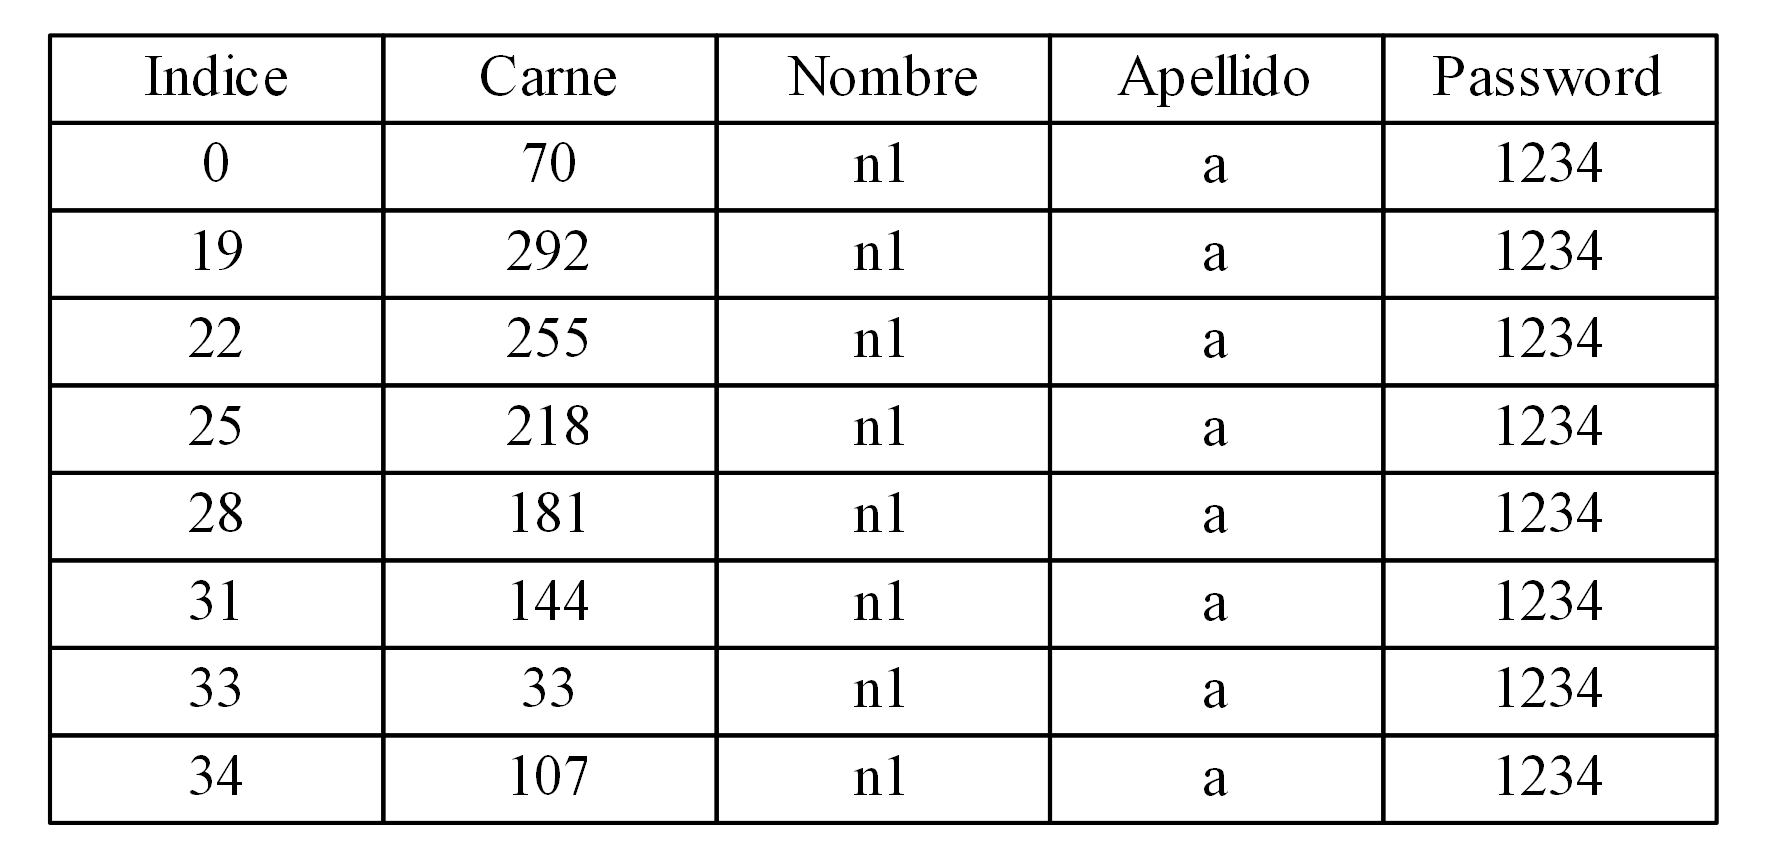 Indice Carne Nombre Apellido Password
0 70 n1 a 1234
19 292 n1 a 1234
22 255 n1 a 1234
25 218 n1 a 1234
28 181 n1 a 1234
31 144 n1 a 1234
33 33 n1 a 1234
34 107 n1 a 1234